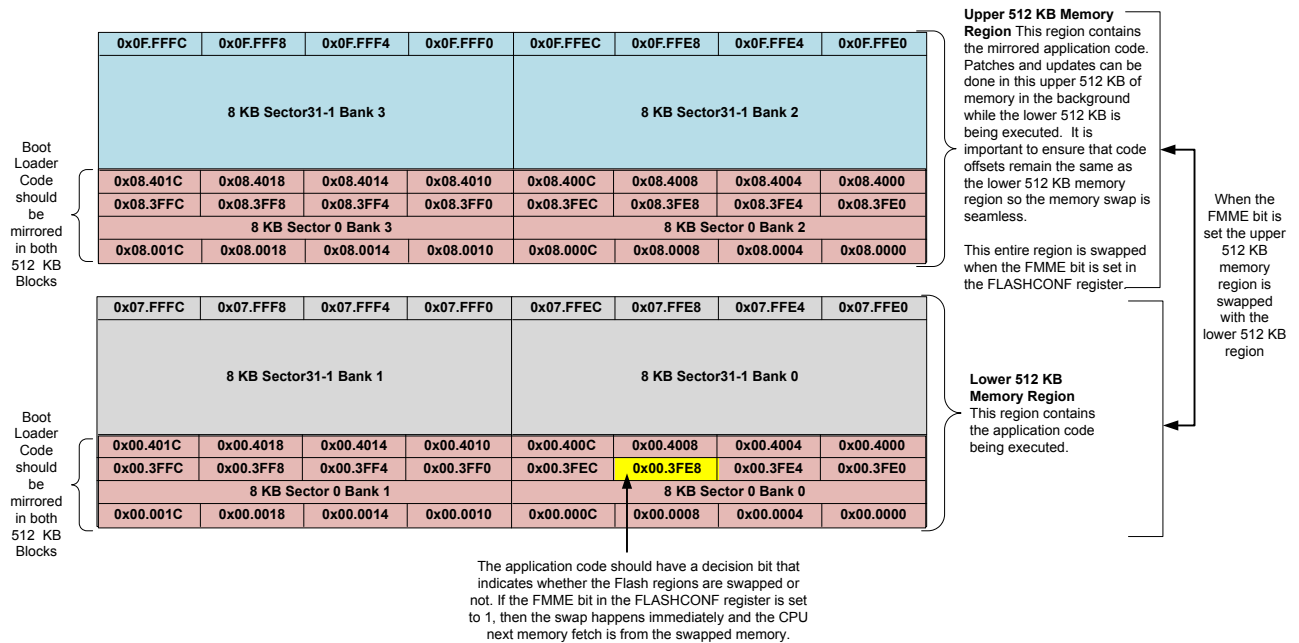 0x0F.FFFC 0x0F.FFF8 0x0F.FFF4 0x0F.FFF0 0x0F.FFEC 0x0F.FFE8 0x0F.FFE4 0x0F.FFE0
8 KB Sector31-1 Bank 3 8 KB Sector31-1 Bank 2
0x08.401C 0x08.4018 0x08.4014 0x08.4010 0x08.400C 0x08.4008 0x08.4004 0x08.4000
0x08.3FFC 0x08.3FF8 0x08.3FF4 0x08.3FF0 0x08.3FEC 0x08.3FE8 0x08.3FE4 0x08.3FE0
8 KB Sector 0 Bank 3 8 KB Sector 0 Bank 2
0x08.001C 0x08.0018 0x08.0014 0x08.0010 0x08.000C 0x08.0008 0x08.0004 0x08.0000
Boot
Loader
Code
should
be
mirrored
in both
512 KB
Blocks
Upper 512 KB Memory
Region This region contains
the mirrored application code.
Patches and updates can be
done in this upper 512 KB of
memory in the background
while the lower 512 KB is
being executed. It is
important to ensure that code
offsets remain the same as
the lower 512 KB memory
region so the memory swap is
seamless.
This entire region is swapped
when the FMME bit is set in
the FLASHCONF register.
When the
FMME bit is
set the upper
512 KB
memory
region is
swapped
with the
lower 512 KB
region
0x07.FFFC 0x07.FFF8 0x07.FFF4 0x07.FFF0 0x07.FFEC 0x07.FFE8 0x07.FFE4 0x07.FFE0
8 KB Sector31-1 Bank 1 8 KB Sector31-1 Bank 0
0x00.401C 0x00.4018 0x00.4014 0x00.4010 0x00.400C 0x00.4008 0x00.4004 0x00.4000
0x00.3FFC 0x00.3FF8 0x00.3FF4 0x00.3FF0 0x00.3FEC 0x00.3FE8 0x00.3FE4 0x00.3FE0
8 KB Sector 0 Bank 1 8 KB Sector 0 Bank 0
0x00.001C 0x00.0018 0x00.0014 0x00.0010 0x00.000C 0x00.0008 0x00.0004 0x00.0000
Boot
Loader
Code
should
be
mirrored
in both
512 KB
Blocks
Lower 512 KB
Memory Region
This region contains
the application code
being executed.
The application code should have a decision bit that
indicates whether the Flash regions are swapped or
not. If the FMME bit in the FLASHCONF register is set
to 1, then the swap happens immediately and the CPU
next memory fetch is from the swapped memory.